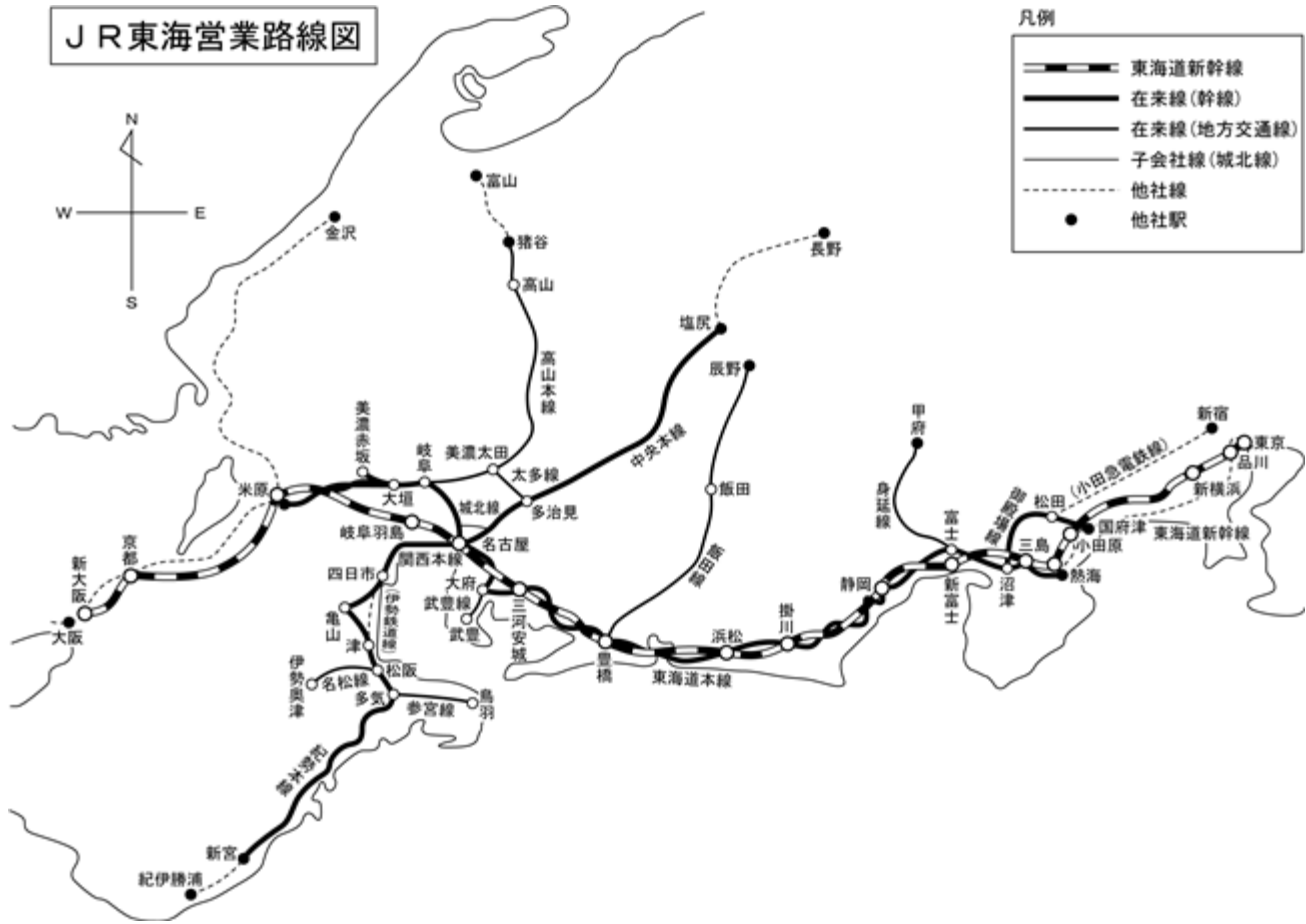 JR東海営業路線図
凡例
東海道新幹線
在来線(幹線)
在来線(地方交通線)
子会社線(城北線)
他社線
他社駅
N
W
E
S
富山
金沢
猪谷
高山
高山本線
長野
塩尻
辰野
中央本線
美濃赤坂
岐阜
美濃太田
太多線
多治見
城北線
米原
大垣
岐阜羽島
名古屋
関西本線
京都
新大阪
大阪
四日市
(伊勢鉄道線)
大府
武豊線
武豊
三河安城
亀山
津
松阪
名松線
伊勢奥津
多気
参宮線
鳥羽
紀勢本線
新宮
紀伊勝浦
飯田
飯田線
豊橋
浜松
東海道本線
掛川
静岡
甲府
身延線
富士
新富士
沼津
三島
御殿場線
松田
(小田急電鉄線)
国府津
小田原
熱海
新宿
東京
品川
新横浜
東海道新幹線